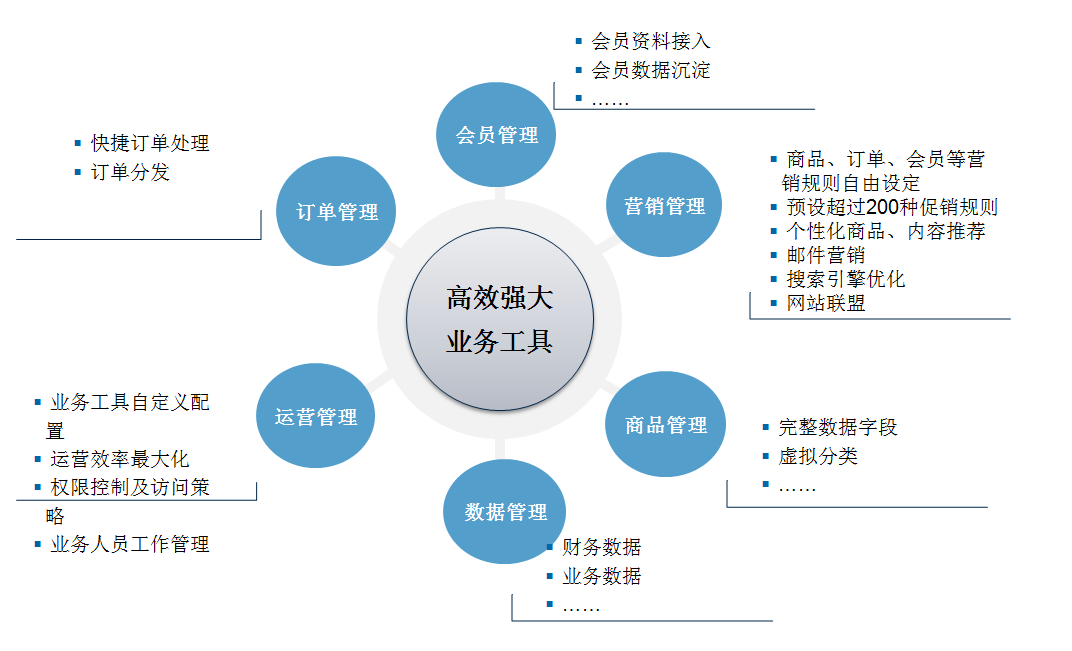 会员资料接入
会员数据沉淀
……
会员管理
快捷订单处理
订单分发
订单管理
营销管理
商品、订单、会员等营
销规则自由设定
预设超过200种促销规则
个性化商品、内容推荐
邮件营销
搜索引擎优化
网站联盟
高效强大
业务工具
运营管理
业务工具自定义配
置
运营效率最大化
权限控制及访问策
略
业务人员工作管理
商品管理
完整数据字段
虚拟分类
……
数据管理
财务数据
业务数据
……